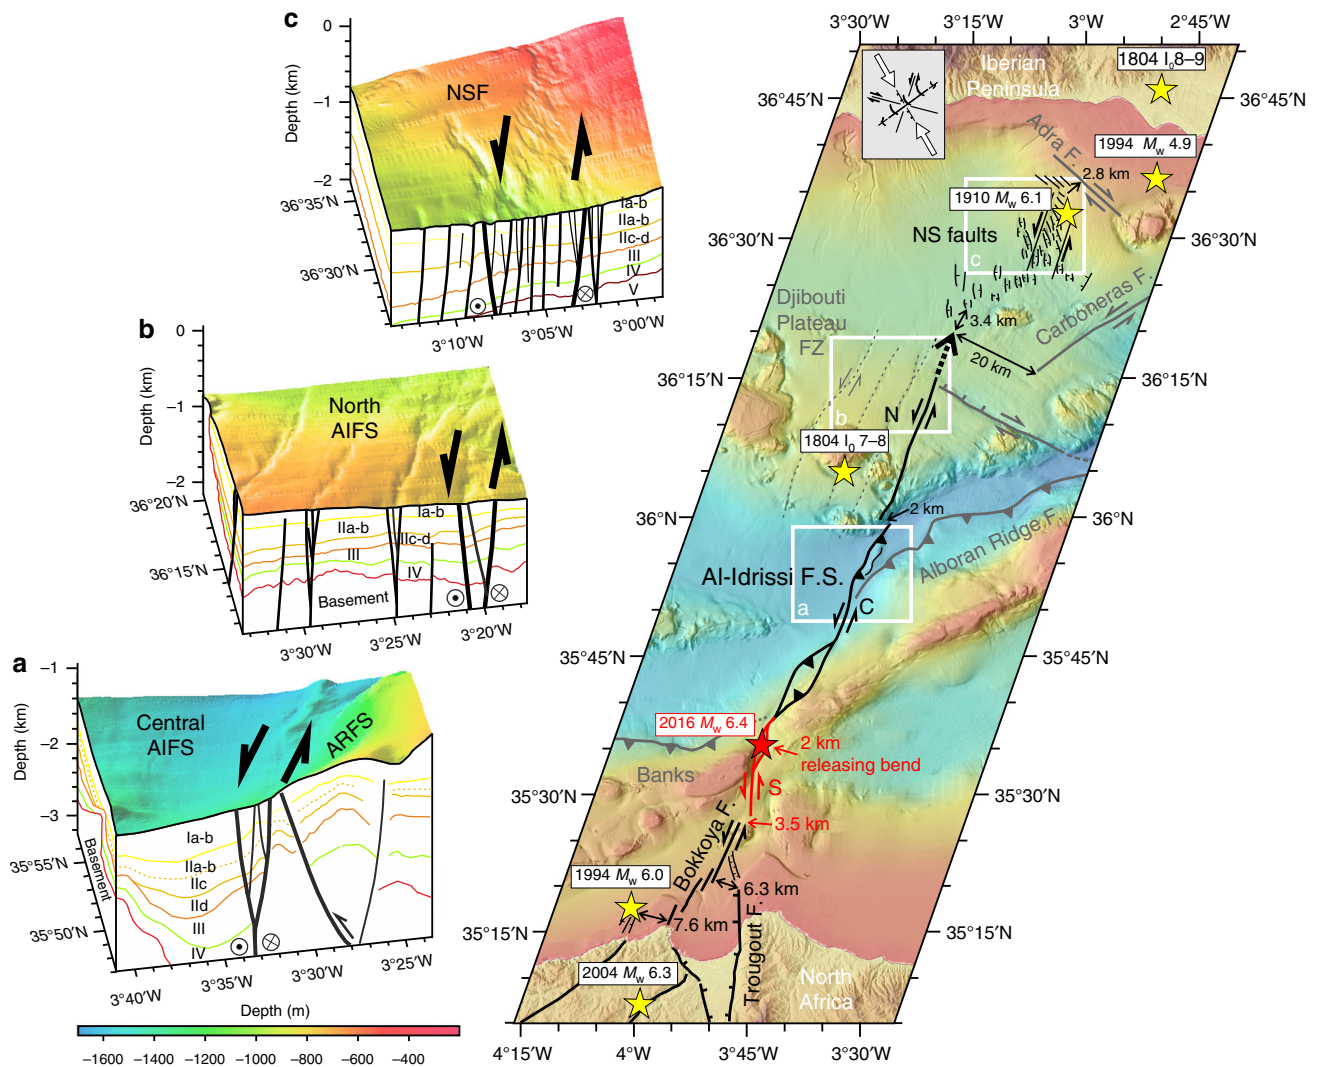 c
0
−1
−2
Depth (km)
NSF
36°35′N
36°30′N
Ia-b
IIa-b
IIc-d
III
IV
V
3°10′W
3°05′W
3°00′W
b
0
−1
−2
Depth (km)
North
AIFS
36°20′N
36°15′N
Ia-b
IIa-b
IIc-d
III
IV
Basement
3°30′W
3°25′W
3°20′W
a
−1
−2
−3
Depth (km)
Central
AIFS
ARFS
Basement
35°55′N
35°50′N
Ia-b
IIa-b
IIc
IId
III
IV
3°40′W
3°35′W
3°30′W
3°25′W
Depth (m)
−1600 −1400 −1200 −1000 −800 −600 −400
3°30′W 3°15′W 3°W 2°45′W
1804 I₀8–9
Iberian
Peninsula
36°45′N 36°45′N
Adra F.
1994 Mw 4.9
2.8 km
1910 Mw 6.1
NS faults
c
36°30′N 36°30′N
Djibouti
Plateau
FZ
3.4 km
Carboneras F.
20 km
36°15′N 36°15′N
b
N
1804 I₀ 7–8
2 km
36°N 36°N
Alboran Ridge F.
Al-Idrissi F.S.
a
C
35°45′N 35°45′N
2016 Mw 6.4
2 km
releasing bend
Banks
S
35°30′N 35°30′N
3.5 km
Bokkoya F.
1994 Mw 6.0
6.3 km
7.6 km
Trougout F.
35°15′N 35°15′N
2004 Mw 6.3
North
Africa
4°15′W 4°W 3°45′W 3°30′W